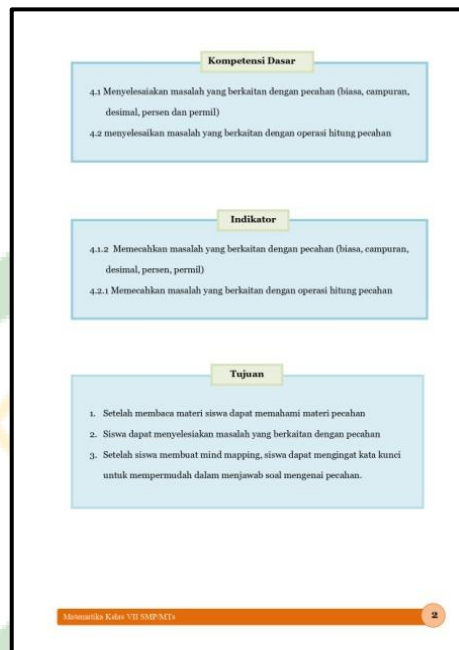 Kompetensi Dasar
4.1 Menyelesaiakan masalah yang berkaitan dengan pecahan (biasa, campuran,
desimal, persen dan permil)
4.2 menyelesaikan masalah yang berkaitan dengan operasi hitung pecahan
Indikator
4.1.2 Memecahkan masalah yang berkaitan dengan pecahan (biasa, campuran,
desimal, persen, permil)
4.2.1 Memecahkan masalah yang berkaitan dengan operasi hitung pecahan
Tujuan
1. Setelah membaca materi siswa dapat memahami materi pecahan
2. Siswa dapat menyelesiakan masalah yang berkaitan dengan pecahan
3. Setelah siswa membuat mind mapping, siswa dapat mengingat kata kunci
untuk mempermudah dalam menjawab soal mengenai pecahan.
Matematika Kelas VII SMP/MTs
2